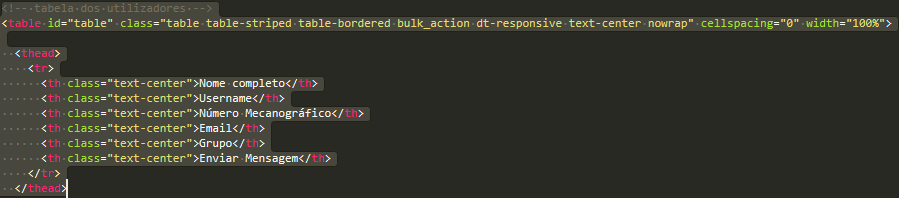 <!-- tabela dos utilizadores -->
<table id="table" class="table table-striped table-bordered bulk_action dt-responsive text-center nowrap" cellspacing="0" width="100%">
<thead>
<tr>
<th class="text-center">Nome completo</th>
<th class="text-center">Username</th>
<th class="text-center">Número Mecanográfico</th>
<th class="text-center">Email</th>
<th class="text-center">Grupo</th>
<th class="text-center">Enviar Mensagem</th>
</tr>
</thead>